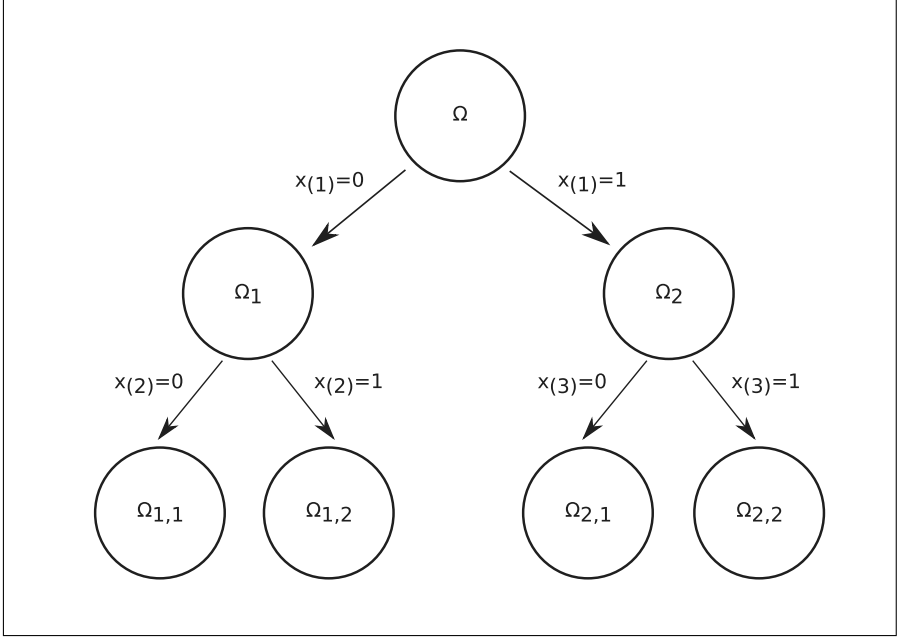 Ω
x(1)=0 x(1)=1
Ω1 Ω2
x(2)=0 x(2)=1 x(3)=0 x(3)=1
Ω1,1 Ω1,2 Ω2,1 Ω2,2